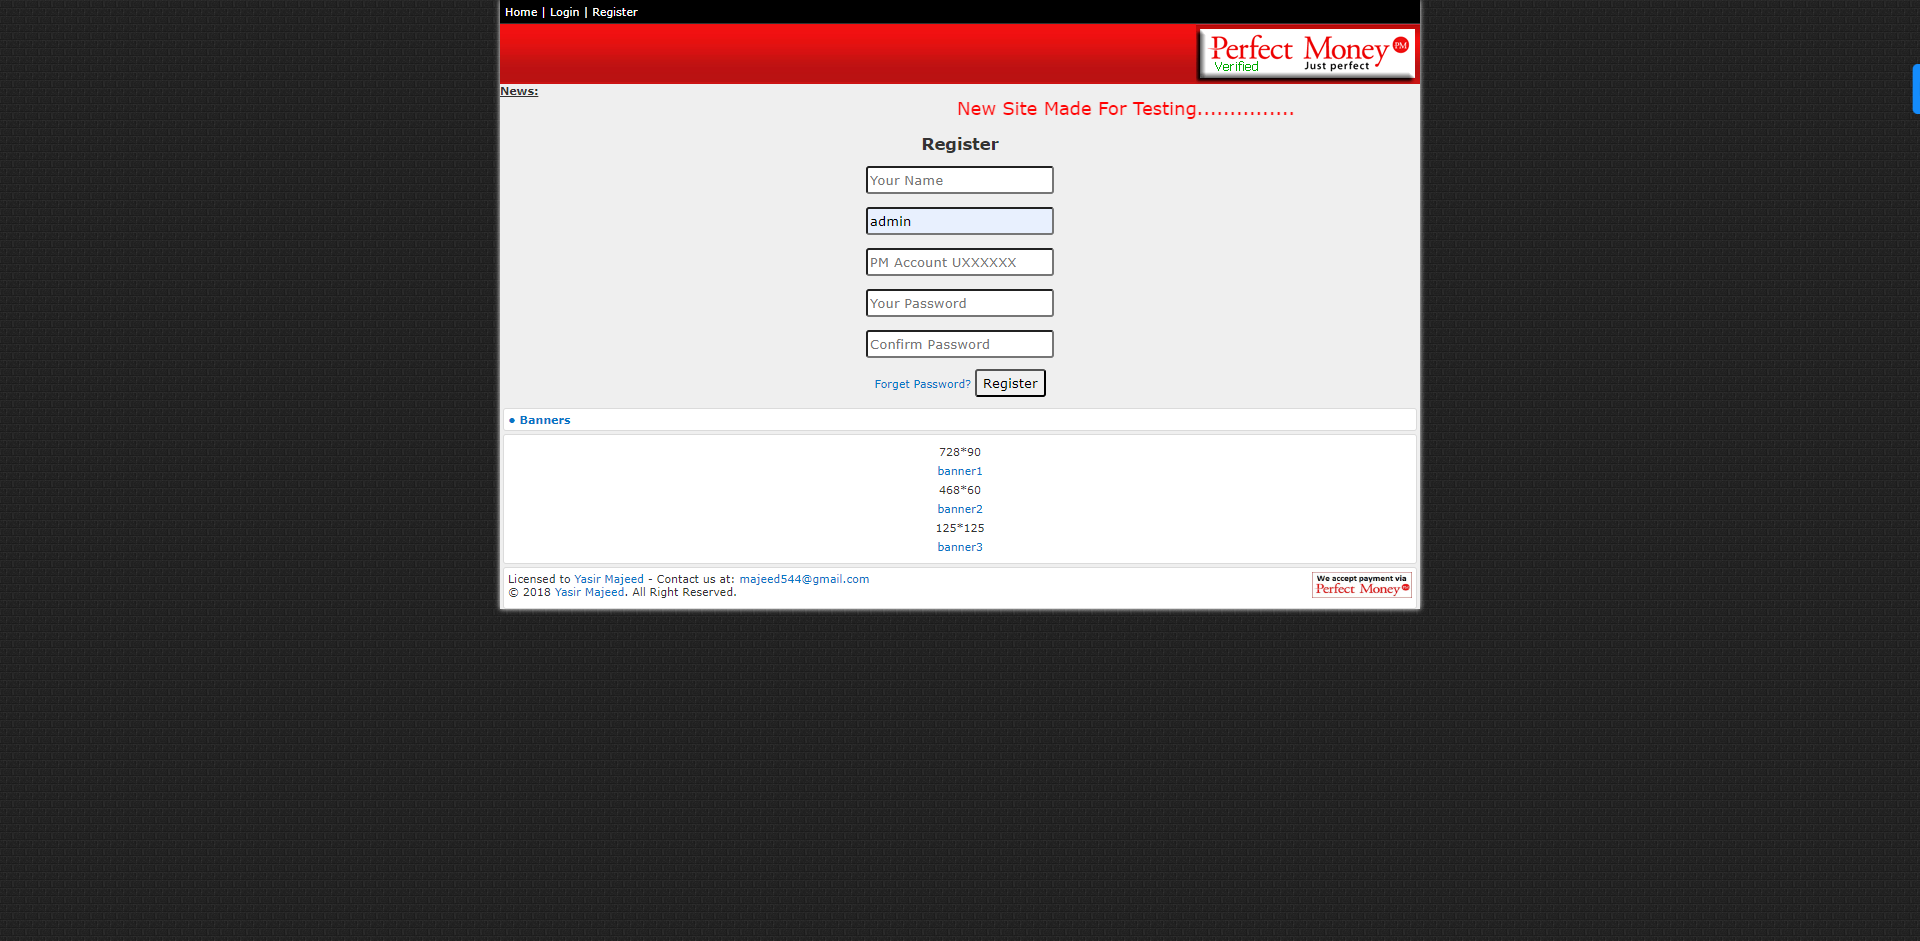 Home | Login | Register
Perfect Money PM
Verified Just perfect
News:
New Site Made For Testing...............
Register
Your Name
admin
PM Account UXXXXXX
Your Password
Confirm Password
Forget Password? Register
• Banners
728*90
banner1
468*60
banner2
125*125
banner3
Licensed to Yasir Majeed - Contact us at: majeed544@gmail.com
© 2018 Yasir Majeed. All Right Reserved.
We accept payment via
Perfect Money